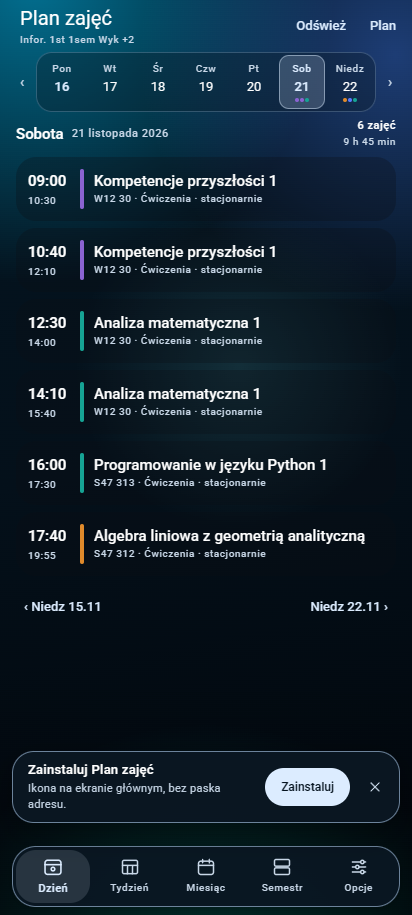 Plan zajęć
Odśwież Plan
Infor. 1st 1sem Wyk +2
‹ Pon Wt Śr Czw Pt Sob Niedz ›
16 17 18 19 20 21 22
Sobota 21 listopada 2026
6 zajęć
9 h 45 min
09:00 Kompetencje przyszłości 1
10:30 W12 30 · Ćwiczenia · stacjonarnie
10:40 Kompetencje przyszłości 1
12:10 W12 30 · Ćwiczenia · stacjonarnie
12:30 Analiza matematyczna 1
14:00 W12 30 · Ćwiczenia · stacjonarnie
14:10 Analiza matematyczna 1
15:40 W12 30 · Ćwiczenia · stacjonarnie
16:00 Programowanie w języku Python 1
17:30 S47 313 · Ćwiczenia · stacjonarnie
17:40 Algebra liniowa z geometrią analityczną
19:55 S47 312 · Ćwiczenia · stacjonarnie
‹ Niedz 15.11 Niedz 22.11 ›
Zainstaluj Plan zajęć
Ikona na ekranie głównym, bez paska
adresu.
Zainstaluj
Dzień Tydzień Miesiąc Semestr Opcje